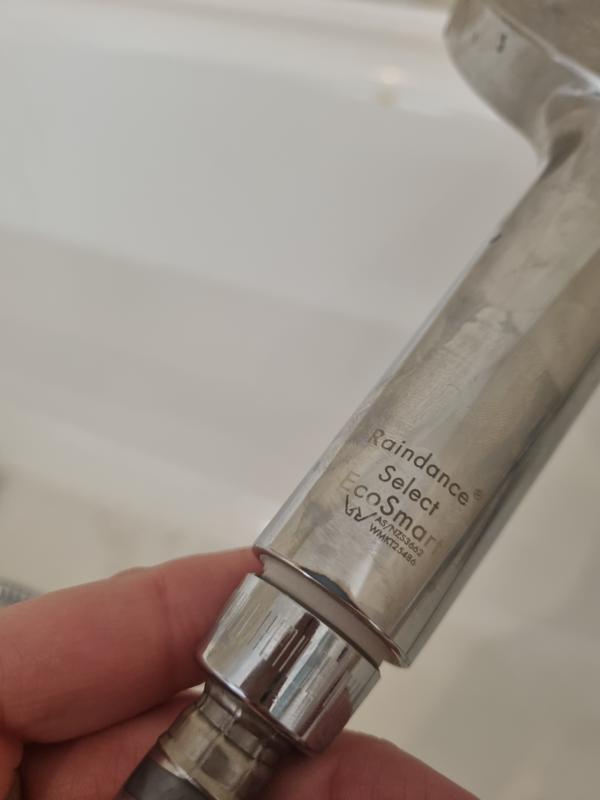 Raindance®
Select
EcoSmart
AS/NZS3662
WMKT25486